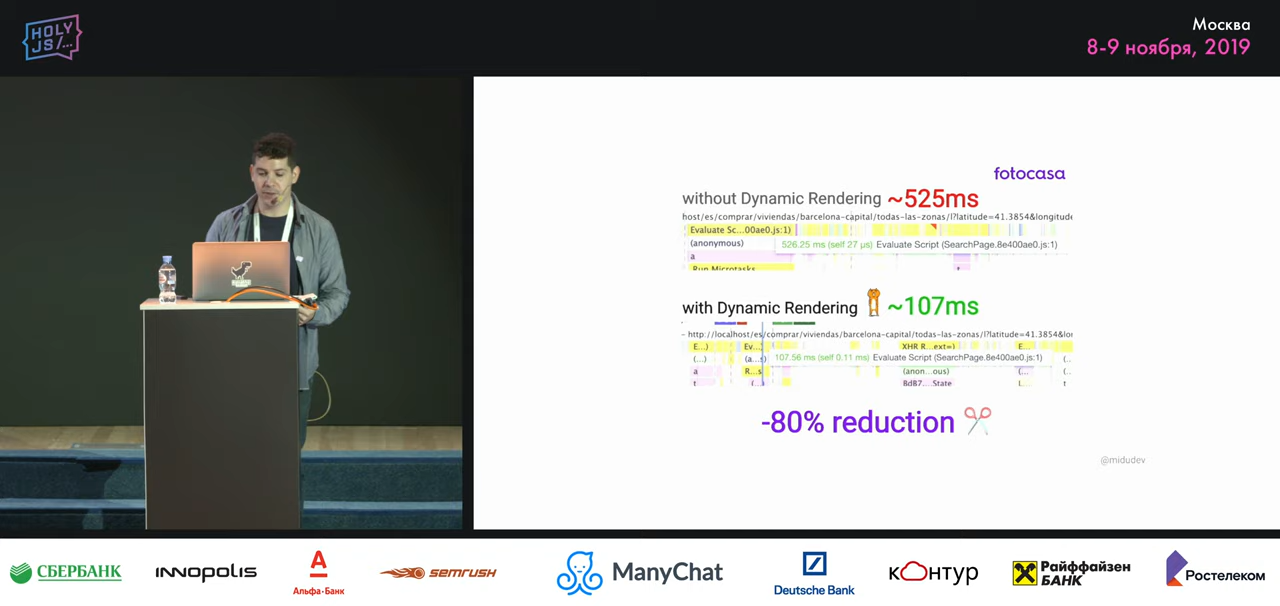 HOLY
JS/...
Москва
8-9 ноября, 2019
fotocasa
without Dynamic Rendering ~525ms
host/es/comprar/viviendas/barcelona-capital/todas-las-zonas/l?latitude=41.3854&longitude
Evaluate Sc...00ae0.js:1)
(anonymous)
526.25 ms (self 27 µs) Evaluate Script (SearchPage.8e400ae0.js:1)
a
Run Microtasks
t
with Dynamic Rendering ~107ms
- http://localhost/es/comprar/viviendas/barcelona-capital/todas-las-zonas/l?latitude=41.3854&lon
E...) Ev... XHR R...ext=) E...
(...) (a...s) 107.56 ms (self 0.11 ms) Evaluate Script (SearchPage.8e400ae0.js:1) (..
a R...s (anon...ous) (... (..
t (... BdB7...State (... t
-80% reduction
@midudev
СБЕРБАНК
INNOPOLIS
А
Альфа·Банк
SEMRUSH
ManyChat
Deutsche Bank
контур
Райффайзен
БАНК
Ростелеком